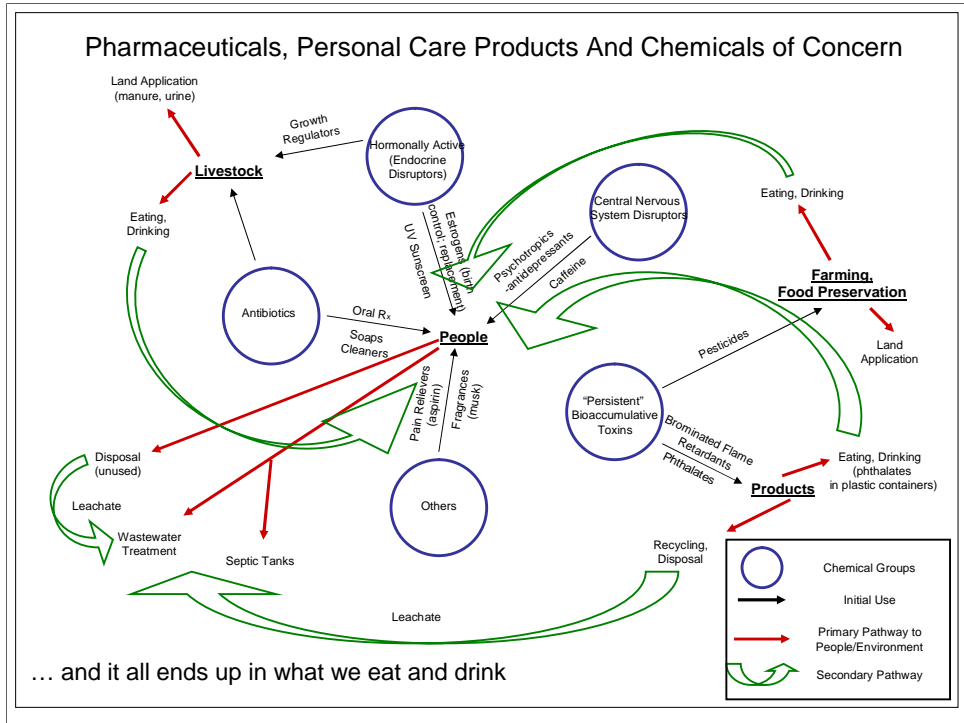 Pharmaceuticals, Personal Care Products And Chemicals of Concern
Land Application
(manure, urine)
Growth
Regulators
Hormonally Active
(Endocrine
Disruptors)
Livestock
Central Nervous
System Disruptors
Eating, Drinking
Eating,
Drinking
Estrogens (birth
control; replacement)
UV Sunscreen
Psychotropics
-antidepressants
Caffeine
Farming,
Food Preservation
Antibiotics
Oral Rx
Soaps
Cleaners
People
Pesticides
Land
Application
Pain Relievers
(aspirin)
Fragrances
(musk)
"Persistent"
Bioaccumulative
Toxins
Brominated Flame
Retardants
Phthalates
Disposal
(unused)
Eating, Drinking
(phthalates
in plastic containers)
Products
Leachate
Others
Wastewater
Treatment
Septic Tanks
Recycling,
Disposal
Leachate
Chemical Groups
Initial Use
Primary Pathway to
People/Environment
Secondary Pathway
… and it all ends up in what we eat and drink